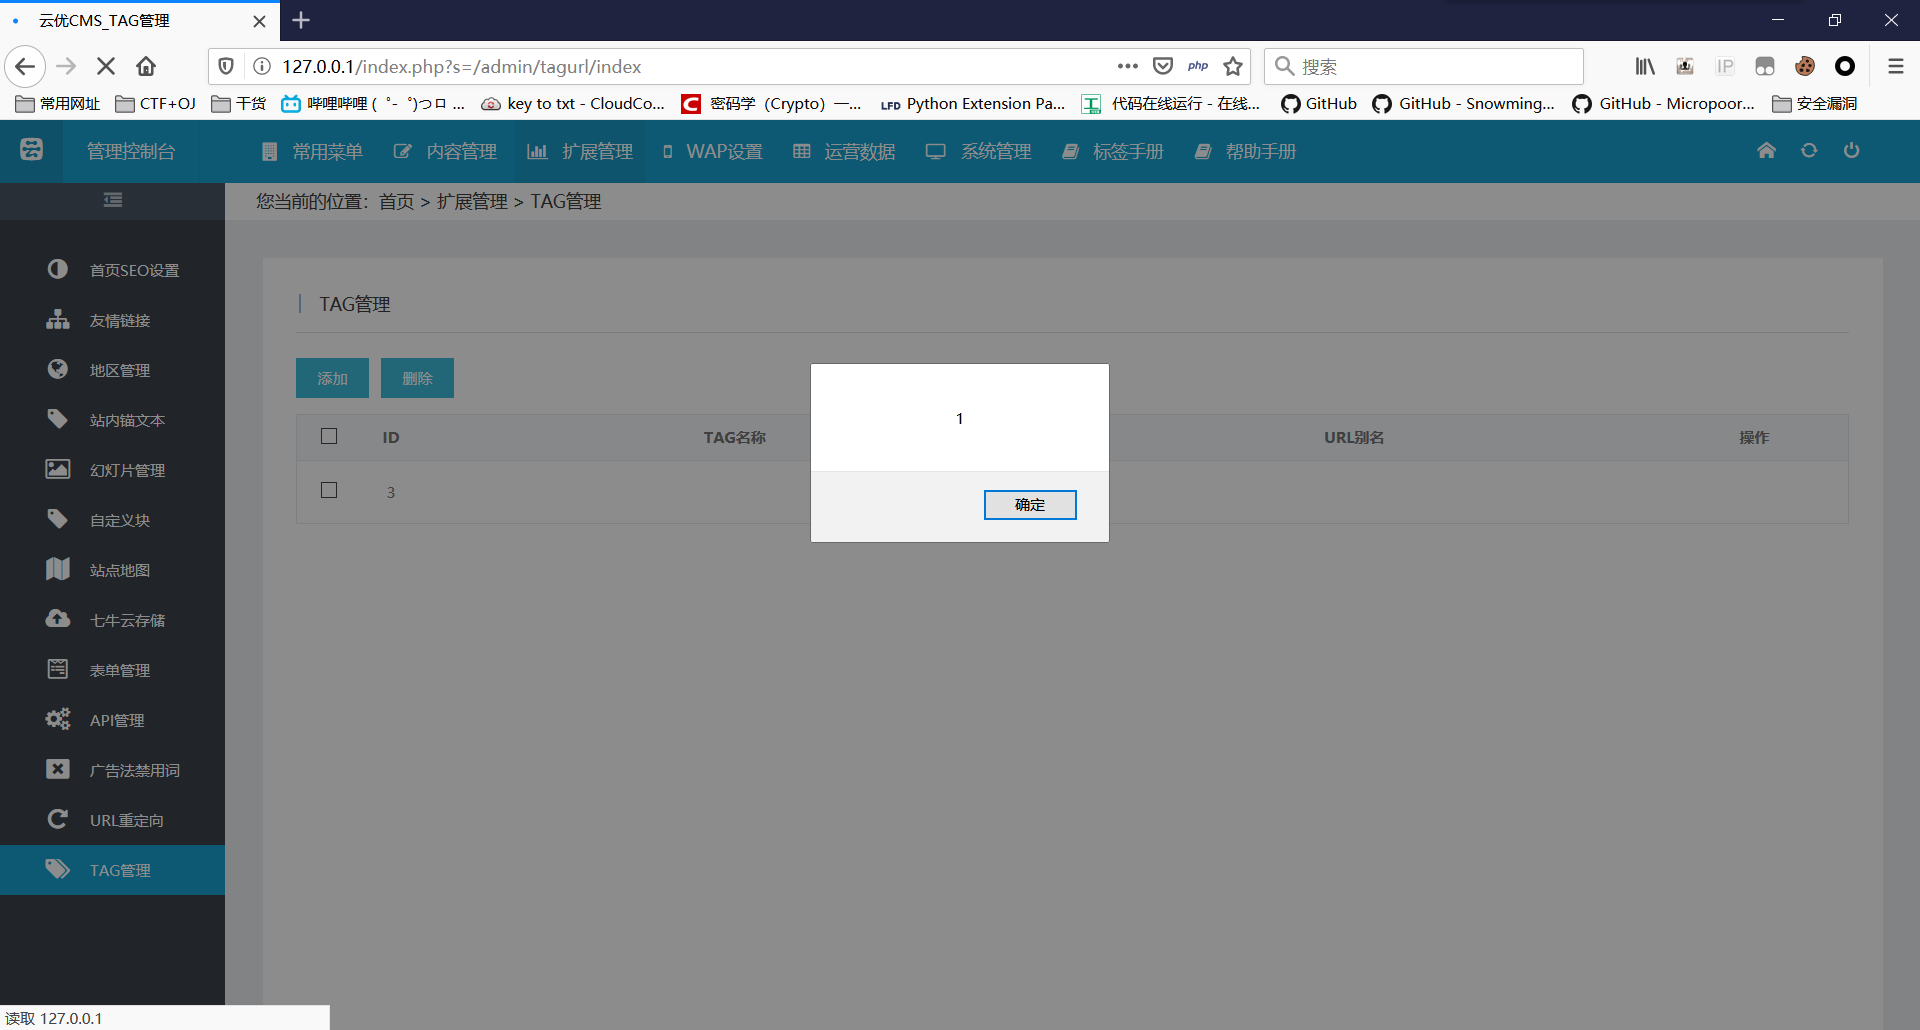 云优CMS_TAG管理
127.0.0.1/index.php?s=/admin/tagurl/index
php
搜索
IP
常用网址
CTF+OJ
干货
哔哩哔哩 ( ゜- ゜)つロ ...
key to txt - CloudCo...
密码学（Crypto）一...
LFD Python Extension Pa...
代码在线运行 - 在线...
GitHub
GitHub - Snowming...
GitHub - Micropoor...
安全漏洞
管理控制台
常用菜单
内容管理
扩展管理
WAP设置
运营数据
系统管理
标签手册
帮助手册
您当前的位置：首页 > 扩展管理 > TAG管理
首页SEO设置
友情链接
地区管理
站内锚文本
幻灯片管理
自定义块
站点地图
七牛云存储
表单管理
API管理
广告法禁用词
URL重定向
TAG管理
TAG管理
添加
删除
ID
TAG名称
URL别名
操作
3
1
确定
读取 127.0.0.1